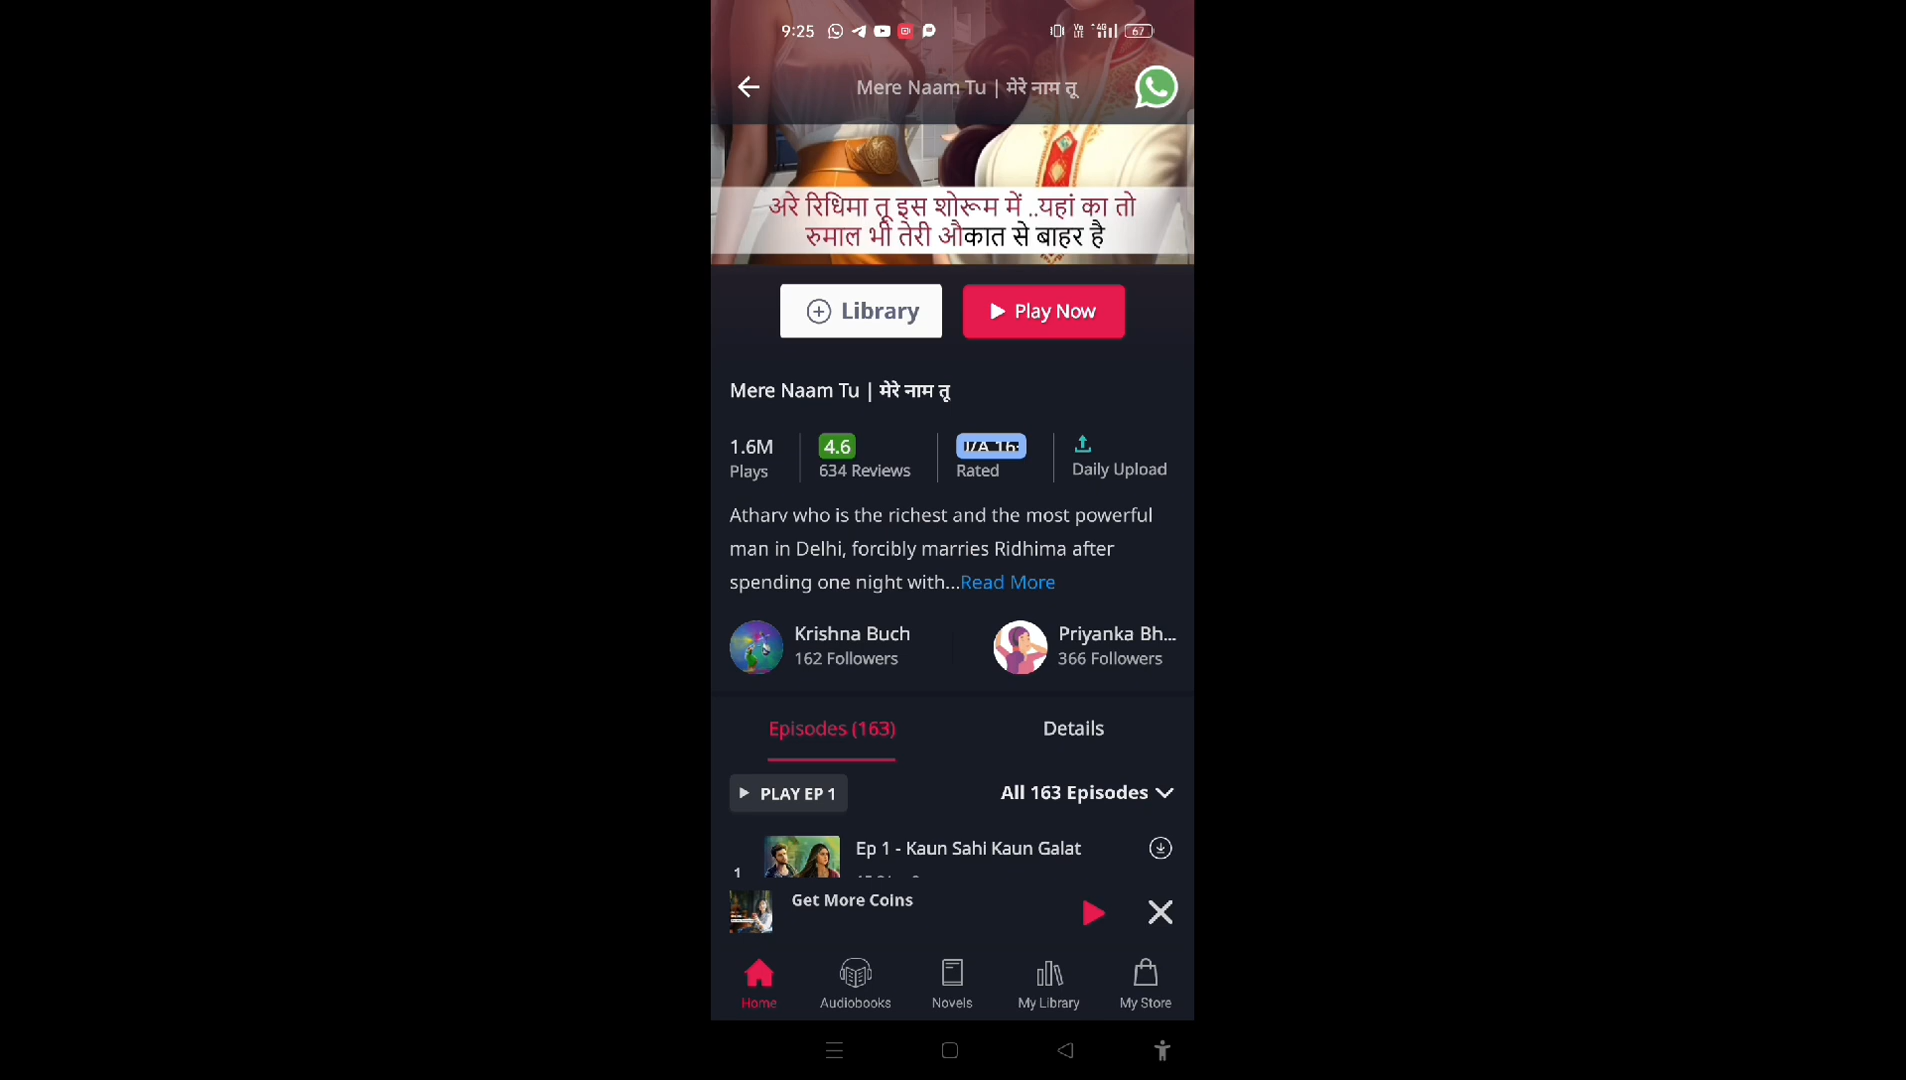 9:25
4G
67
Mere Naam Tu | मेरे नाम तू
अरे रिधिमा तू इस शोरूम में ..यहां का तो
रुमाल भी तेरी औकात से बाहर है
Library
Play Now
Mere Naam Tu | मेरे नाम तू
1.6M
Plays
4.6
634 Reviews
Rated
Daily Upload
Atharv who is the richest and the most powerful
man in Delhi, forcibly marries Ridhima after
spending one night with...Read More
Krishna Buch
162 Followers
Priyanka Bh...
366 Followers
Episodes (163)
Details
PLAY EP 1
All 163 Episodes
1
Ep 1 - Kaun Sahi Kaun Galat
Get More Coins
Home
Audiobooks
Novels
My Library
My Store